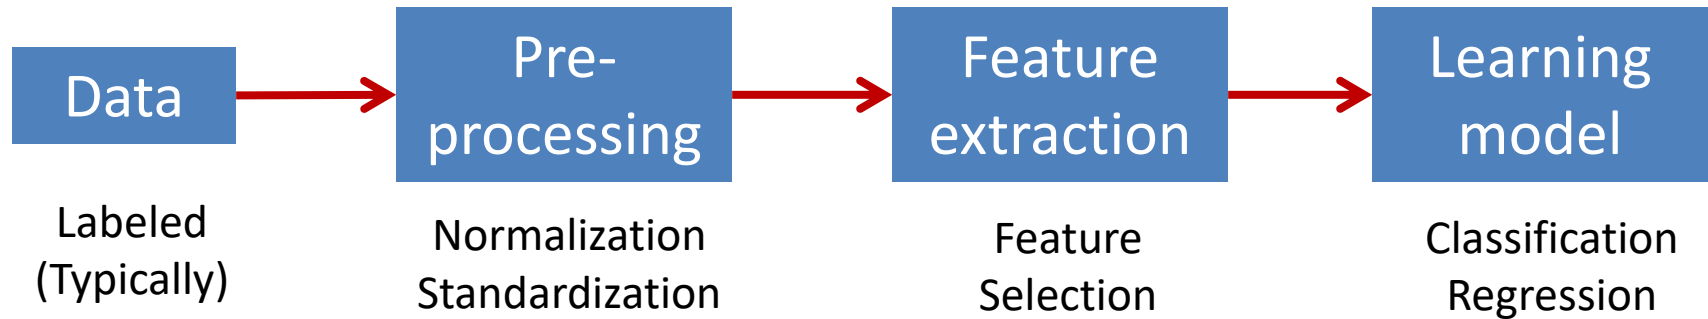 Data
Labeled
(Typically)
Pre-
processing
Normalization
Standardization
Feature
extraction
Feature
Selection
Learning
model
Classification
Regression